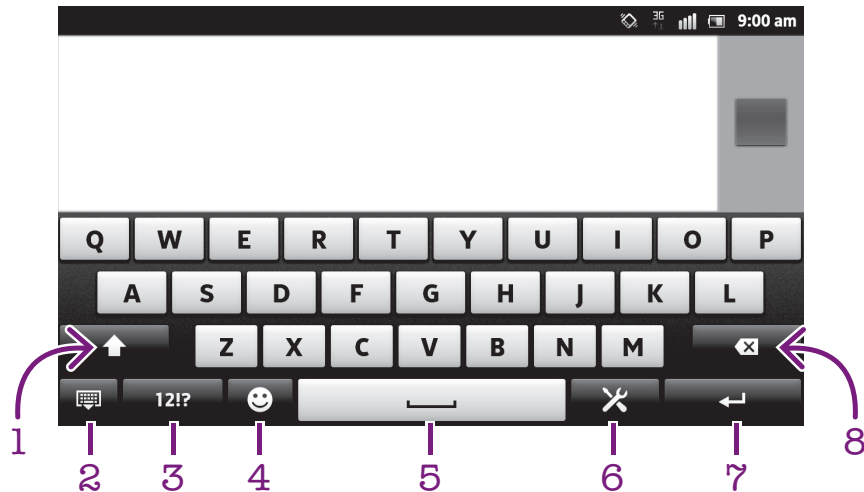 3G 9:00 am
Q W E R T Y U I O P
A S D F G H J K L
Z X C V B N M
12!?
1 8
2 3 4 5 6 7